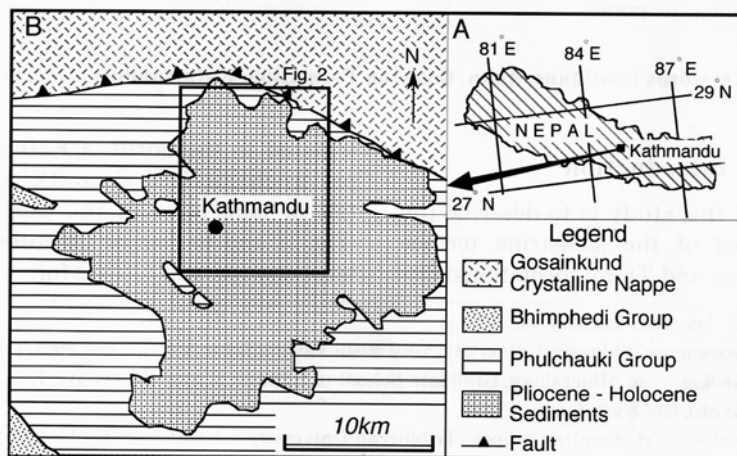 B
Fig. 2
N
Kathmandu
10km
A
81 E
84 E
87 E
29 N
NEPAL
Kathmandu
27 N
Legend
Gosainkund
Crystalline Nappe
Bhimphedi Group
Phulchauki Group
Pliocene - Holocene
Sediments
Fault